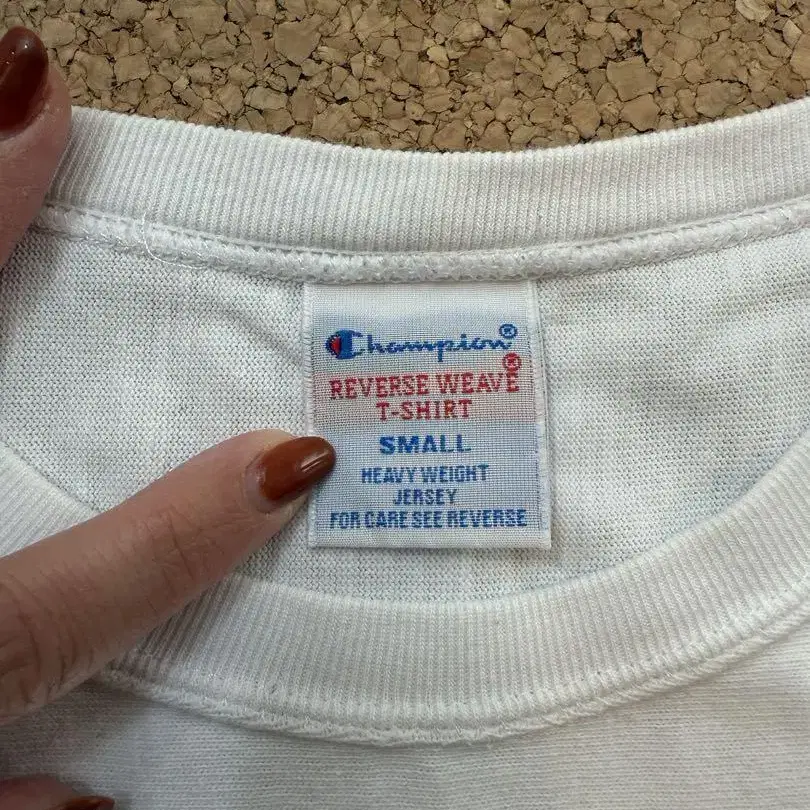 Champion®
REVERSE WEAVE®
T-SHIRT
SMALL
HEAVY WEIGHT
JERSEY
FOR CARE SEE REVERSE